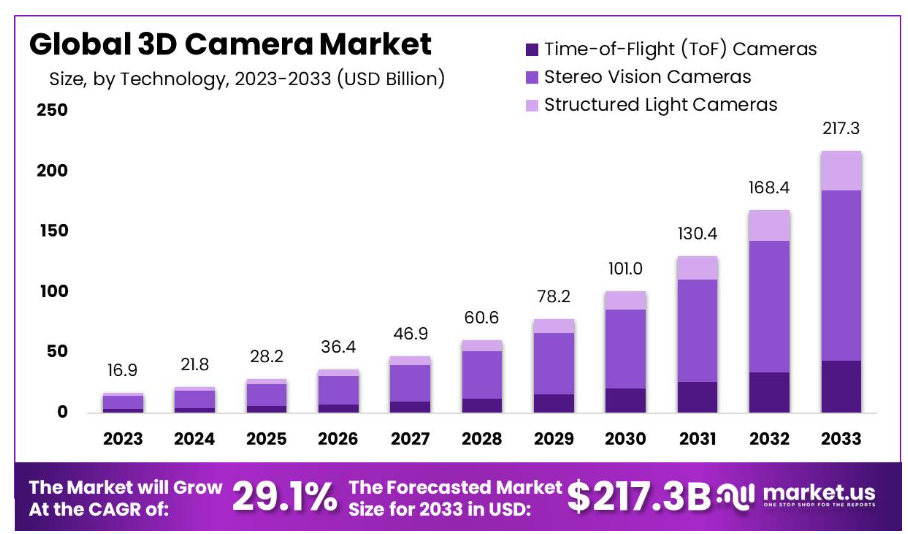 Global 3D Camera Market
Size, by Technology, 2023-2033 (USD Billion)
Time-of-Flight (ToF) Cameras
Stereo Vision Cameras
Structured Light Cameras
250
200
150
100
50
0
16.9
21.8
28.2
36.4
46.9
60.6
78.2
101.0
130.4
168.4
217.3
2023
2024
2025
2026
2027
2028
2029
2030
2031
2032
2033
The Market will Grow
At the CAGR of:
29.1%
The Forecasted Market
Size for 2033 in USD:
$217.3B
market.us
ONE STOP SHOP FOR THE REPORTS